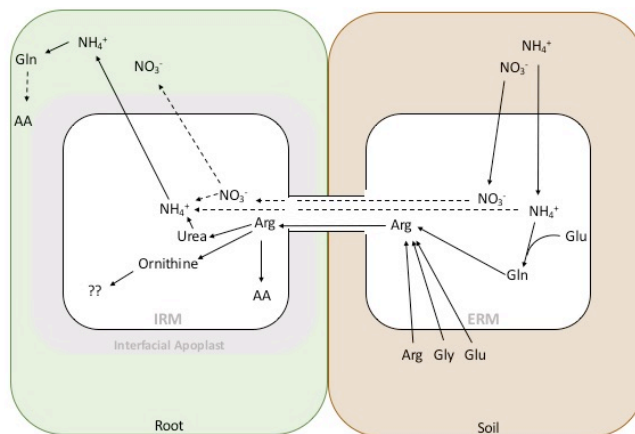 NH₄⁺
Gln
NO₃⁻
AA
NH₄⁺
NO₃⁻
NO₃⁻
NH₄⁺
Arg
Urea
Ornithine
??
AA
IRM
Interfacial Apoplast
Root
NO₃⁻
NH₄⁺
Arg
Glu
Gln
ERM
Arg Gly Glu
Soil